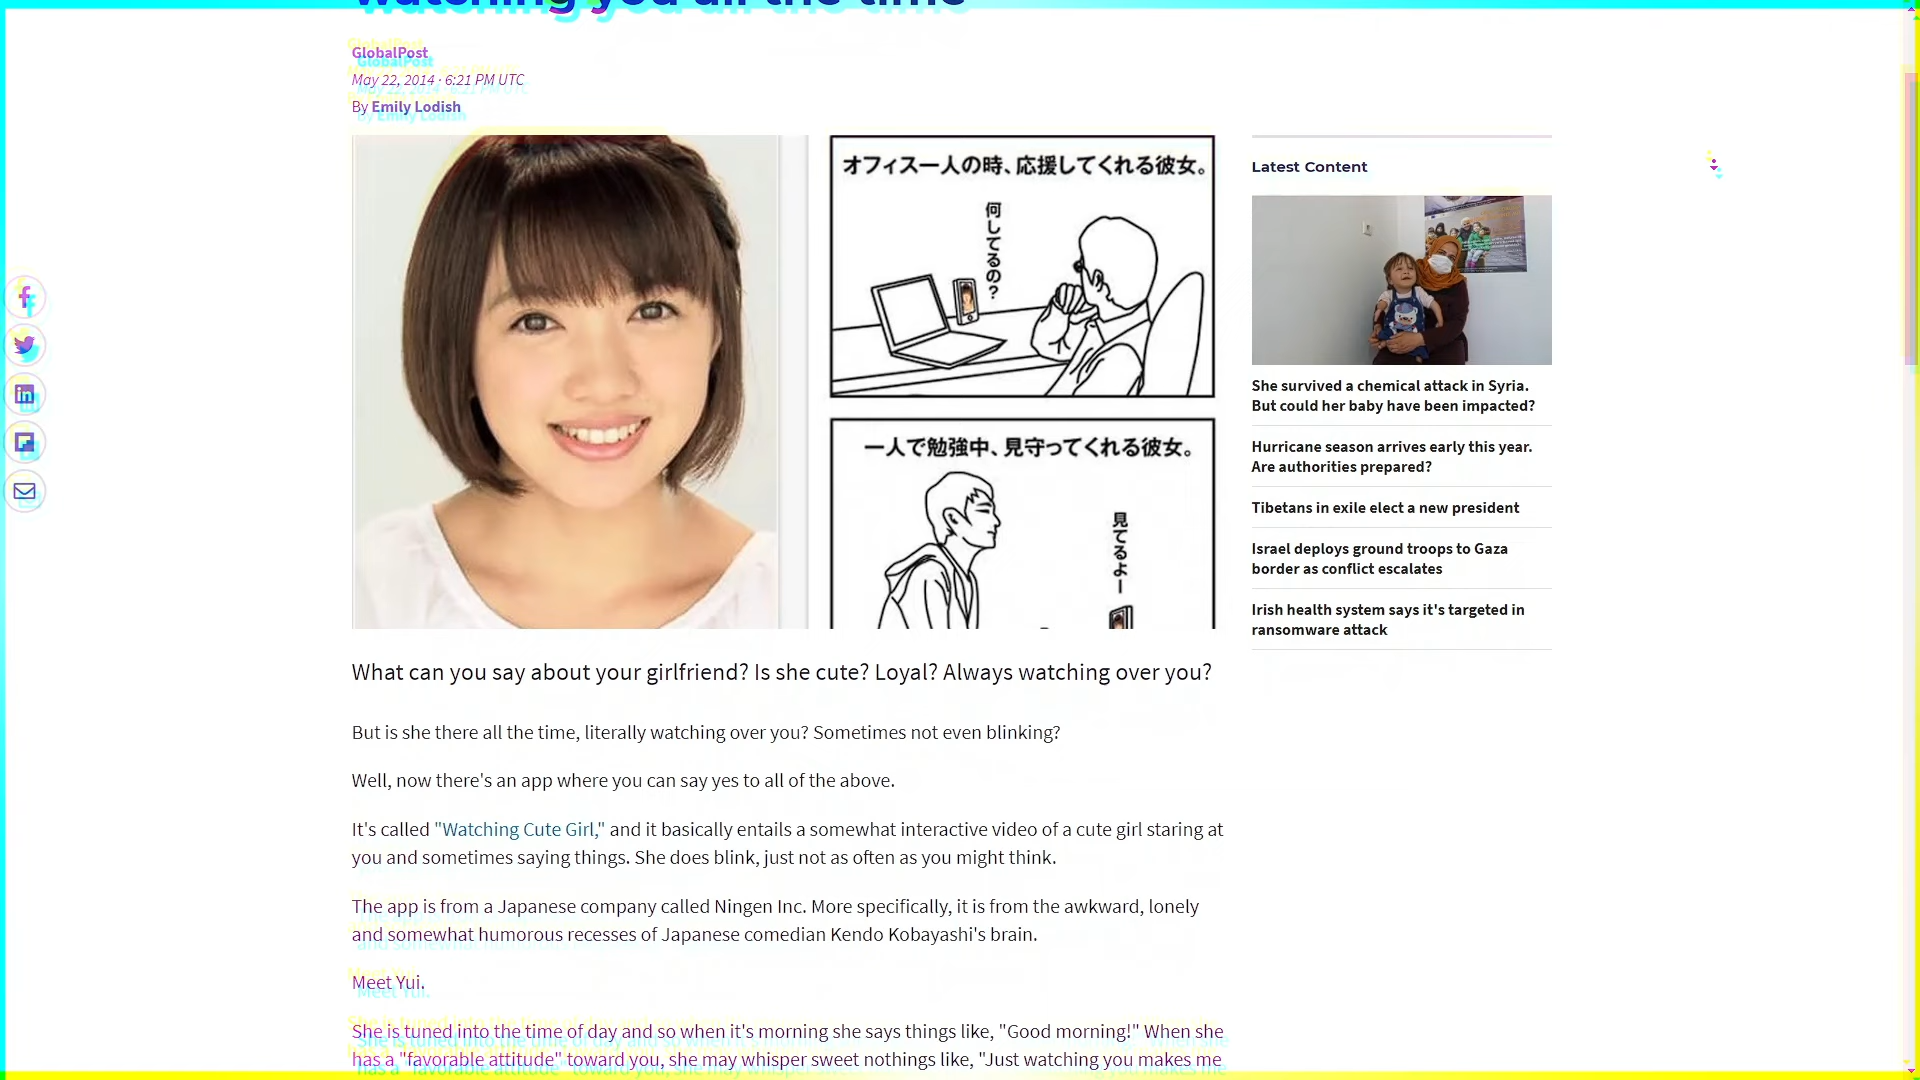 watching you all the time
GlobalPost
May 22, 2014 · 6:21 PM UTC
By Emily Lodish
オフィス一人の時、応援してくれる彼女。
何してるの?
一人で勉強中、見守ってくれる彼女。
見てるよー
Latest Content
She survived a chemical attack in Syria.
But could her baby have been impacted?
Hurricane season arrives early this year.
Are authorities prepared?
Tibetans in exile elect a new president
Israel deploys ground troops to Gaza
border as conflict escalates
Irish health system says it's targeted in
ransomware attack
What can you say about your girlfriend? Is she cute? Loyal? Always watching over you?
But is she there all the time, literally watching over you? Sometimes not even blinking?
Well, now there's an app where you can say yes to all of the above.
It's called "Watching Cute Girl," and it basically entails a somewhat interactive video of a cute girl staring at
you and sometimes saying things. She does blink, just not as often as you might think.
The app is from a Japanese company called Ningen Inc. More specifically, it is from the awkward, lonely
and somewhat humorous recesses of Japanese comedian Kendo Kobayashi's brain.
Meet Yui.
She is tuned into the time of day and so when it's morning she says things like, "Good morning!" When she
has a "favorable attitude" toward you, she may whisper sweet nothings like, "Just watching you makes me